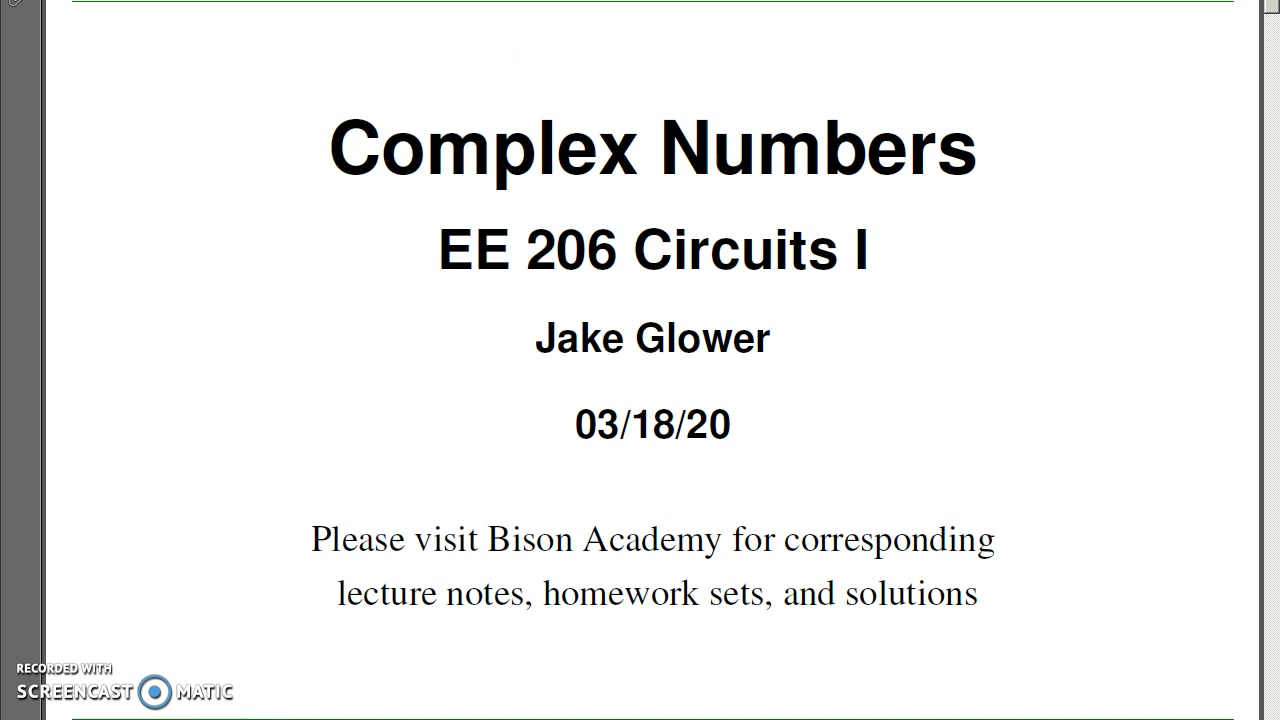 Complex Numbers
EE 206 Circuits I
Jake Glower
03/18/20
Please visit Bison Academy for corresponding
lecture notes, homework sets, and solutions
RECORDED WITH
SCREENCAST MATIC